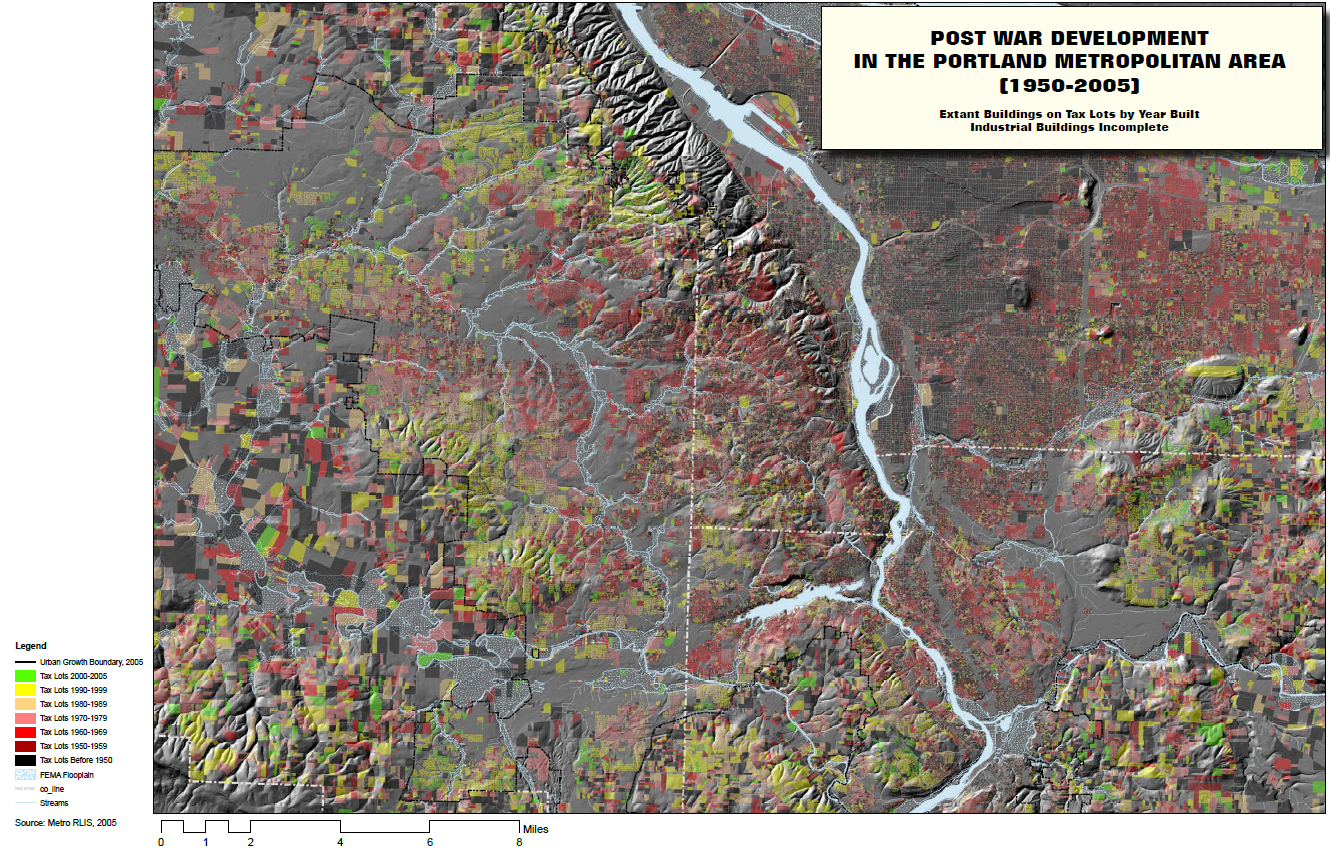 POST WAR DEVELOPMENT
IN THE PORTLAND METROPOLITAN AREA
(1950-2005)
Extant Buildings on Tax Lots by Year Built
Industrial Buildings Incomplete
Legend
Urban Growth Boundary, 2005
Tax Lots 2000-2005
Tax Lots 1990-1999
Tax Lots 1980-1989
Tax Lots 1970-1979
Tax Lots 1960-1969
Tax Lots 1950-1959
Tax Lots Before 1950
FEMA Flooplain
co_line
Streams
Source: Metro RLIS, 2005
Miles
0 1 2 4 6 8